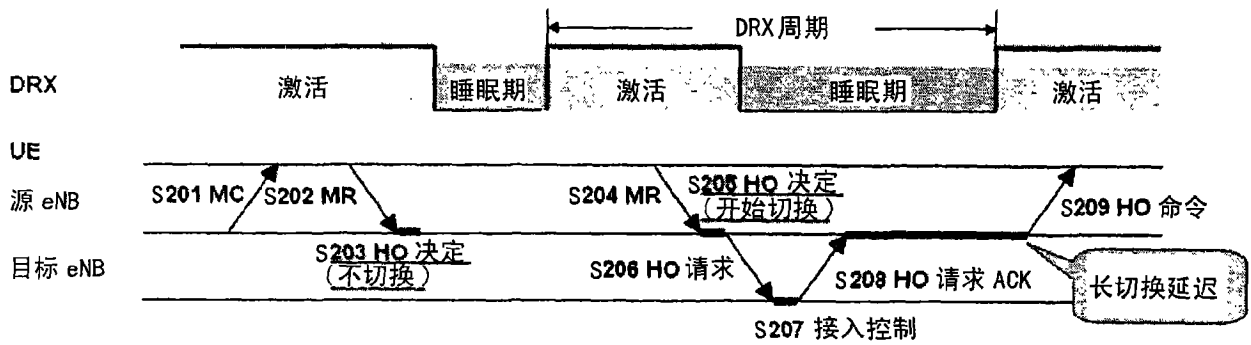 DRX周期
DRX
激活
睡眠期
激活
睡眠期
激活
UE
源 eNB
S201 MC
S202 MR
S204 MR
S205 HO 决定
(开始切换)
S209 HO 命令
目标 eNB
S203 HO 决定
(不切换)
S206 HO 请求
S208 HO 请求 ACK
长切换延迟
S207 接入控制